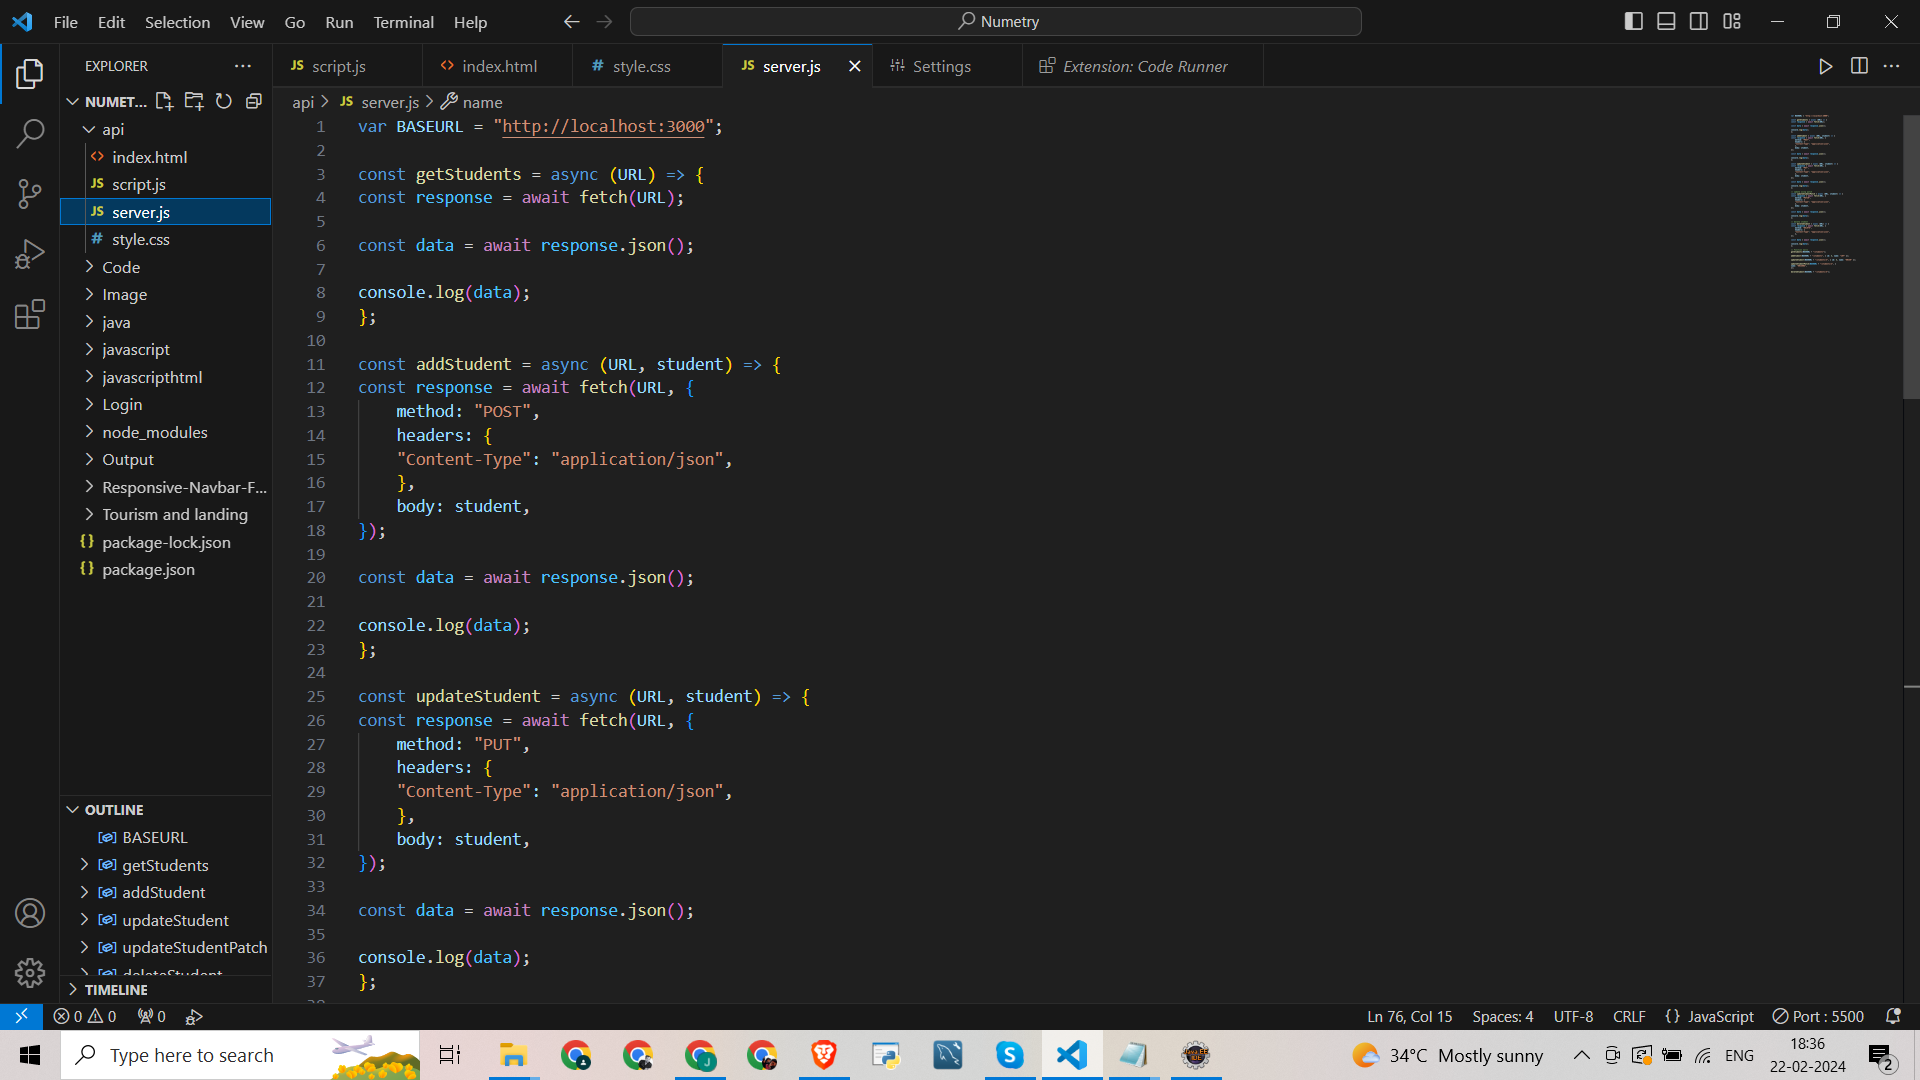 File Edit Selection View Go Run Terminal Help
Numetry
EXPLORER
NUMET...
api
index.html
script.js
server.js
style.css
Code
Image
java
javascript
javascripthtml
Login
node_modules
Output
Responsive-Navbar-F...
Tourism and landing
package-lock.json
package.json
OUTLINE
BASEURL
getStudents
addStudent
updateStudent
updateStudentPatch
deleteStudent
TIMELINE
JS script.js <> index.html # style.css JS server.js Settings Extension: Code Runner
api > JS server.js > name
1 var BASEURL = "http://localhost:3000";
2
3 const getStudents = async (URL) => {
4 const response = await fetch(URL);
5
6 const data = await response.json();
7
8 console.log(data);
9 };
10
11 const addStudent = async (URL, student) => {
12 const response = await fetch(URL, {
13 method: "POST",
14 headers: {
15 "Content-Type": "application/json",
16 },
17 body: student,
18 });
19
20 const data = await response.json();
21
22 console.log(data);
23 };
24
25 const updateStudent = async (URL, student) => {
26 const response = await fetch(URL, {
27 method: "PUT",
28 headers: {
29 "Content-Type": "application/json",
30 },
31 body: student,
32 });
33
34 const data = await response.json();
35
36 console.log(data);
37 };
0 0 0 Ln 76, Col 15 Spaces: 4 UTF-8 CRLF {} JavaScript Port : 5500
Type here to search
34°C Mostly sunny ENG
18:36
22-02-2024
2